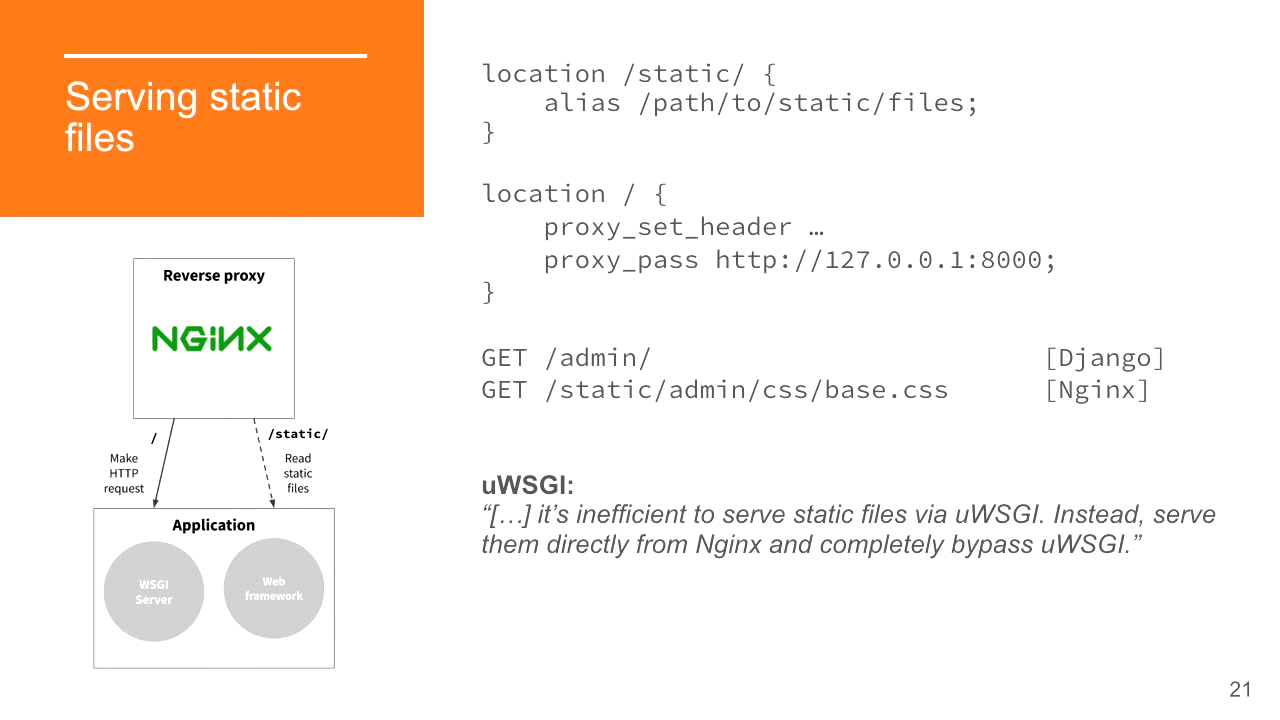 Serving static
files
location /static/ {
    alias /path/to/static/files;
}
location / {
    proxy_set_header …
    proxy_pass http://127.0.0.1:8000;
}
GET /admin/ [Django]
GET /static/admin/css/base.css [Nginx]
uWSGI:
“[…] it’s inefficient to serve static files via uWSGI. Instead, serve
them directly from Nginx and completely bypass uWSGI.”
Reverse proxy
NGiNX
/
Make
HTTP
request
/static/
Read
static
files
Application
WSGI
Server
Web
framework
21